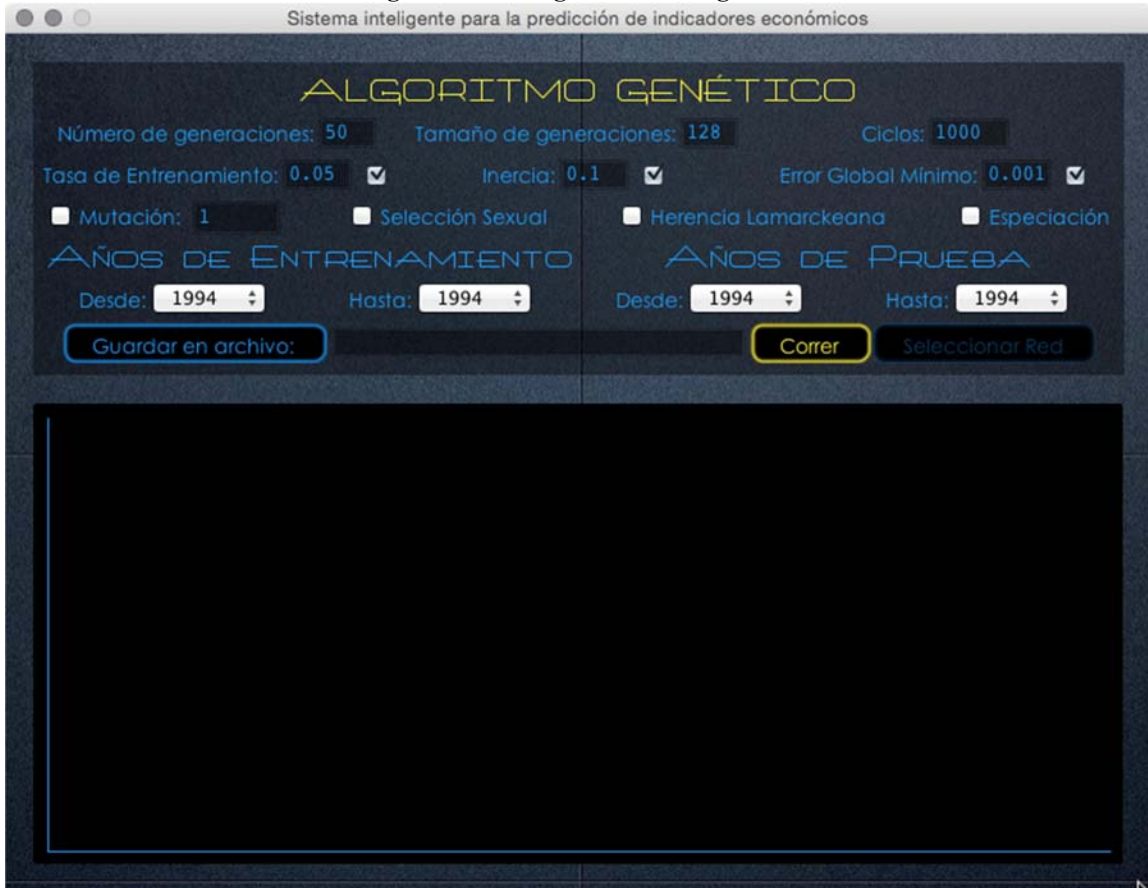 Sistema inteligente para la predicción de indicadores económicos
ALGORITMO GENÉTICO
Número de generaciones: 50 Tamaño de generaciones: 128 Ciclos: 1000
Tasa de Entrenamiento: 0.05 Inercia: 0.1 Error Global Mínimo: 0.001
Mutación: 1 Selección Sexual Herencia Lamarckeana Especiación
AÑOS DE ENTRENAMIENTO AÑOS DE PRUEBA
Desde: 1994 Hasta: 1994 Desde: 1994 Hasta: 1994
Guardar en archivo: Correr Seleccionar Red